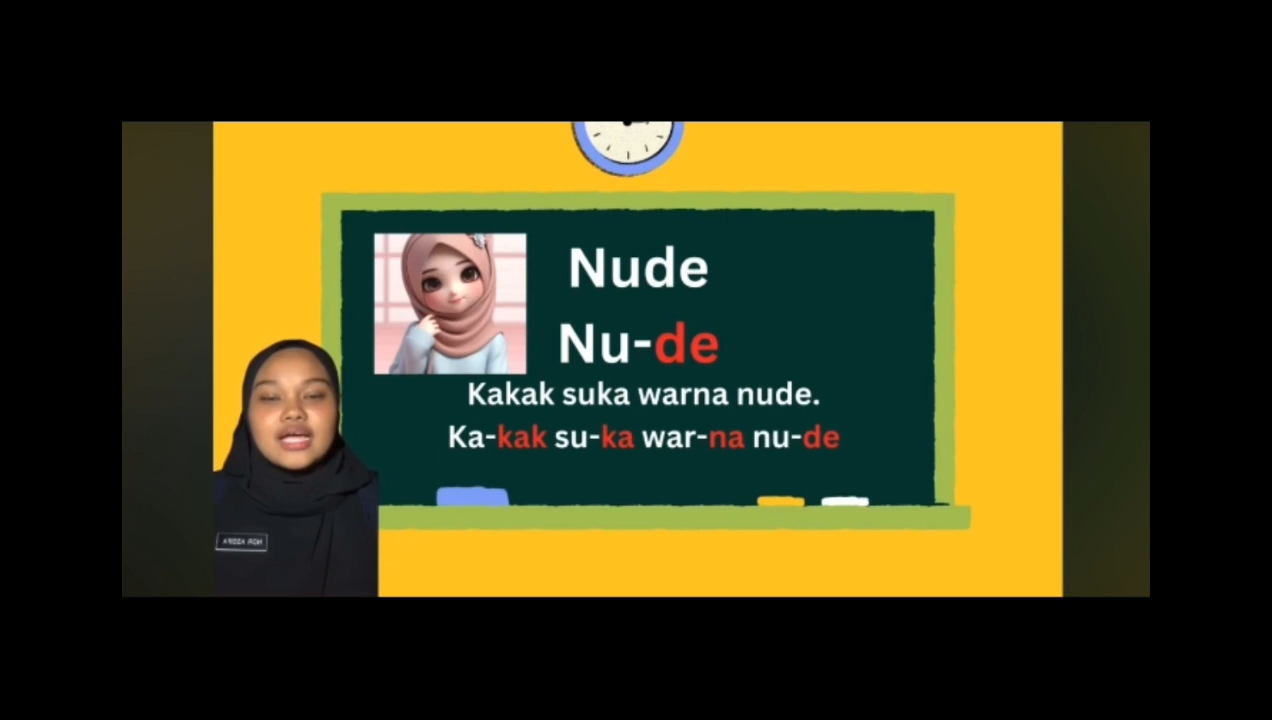 Nude
Nu-de
Kakak suka warna nude.
Ka-kak su-ka war-na nu-de